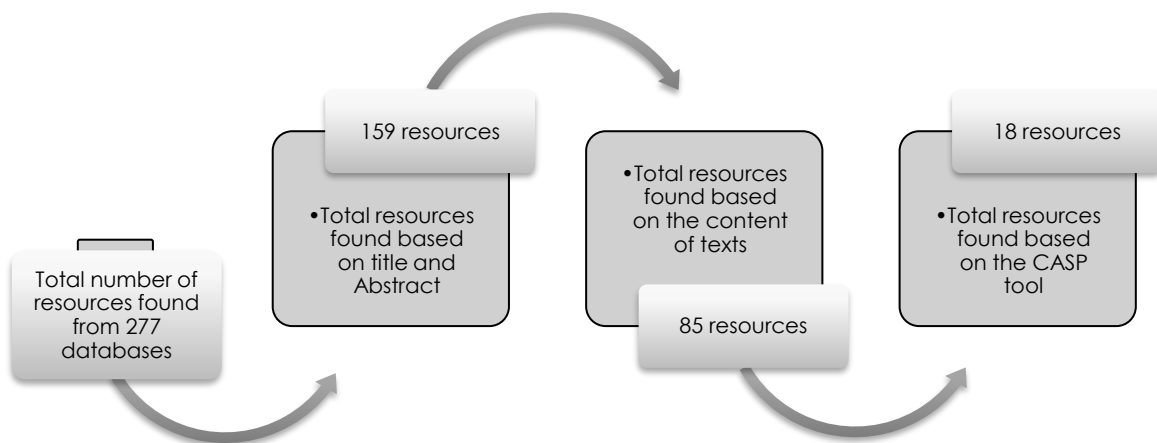 Total number of
resources found
from 277
databases
159 resources
•Total resources
found based
on title and
Abstract
•Total resources
found based
on the content
of texts
85 resources
18 resources
•Total resources
found based
on the CASP
tool